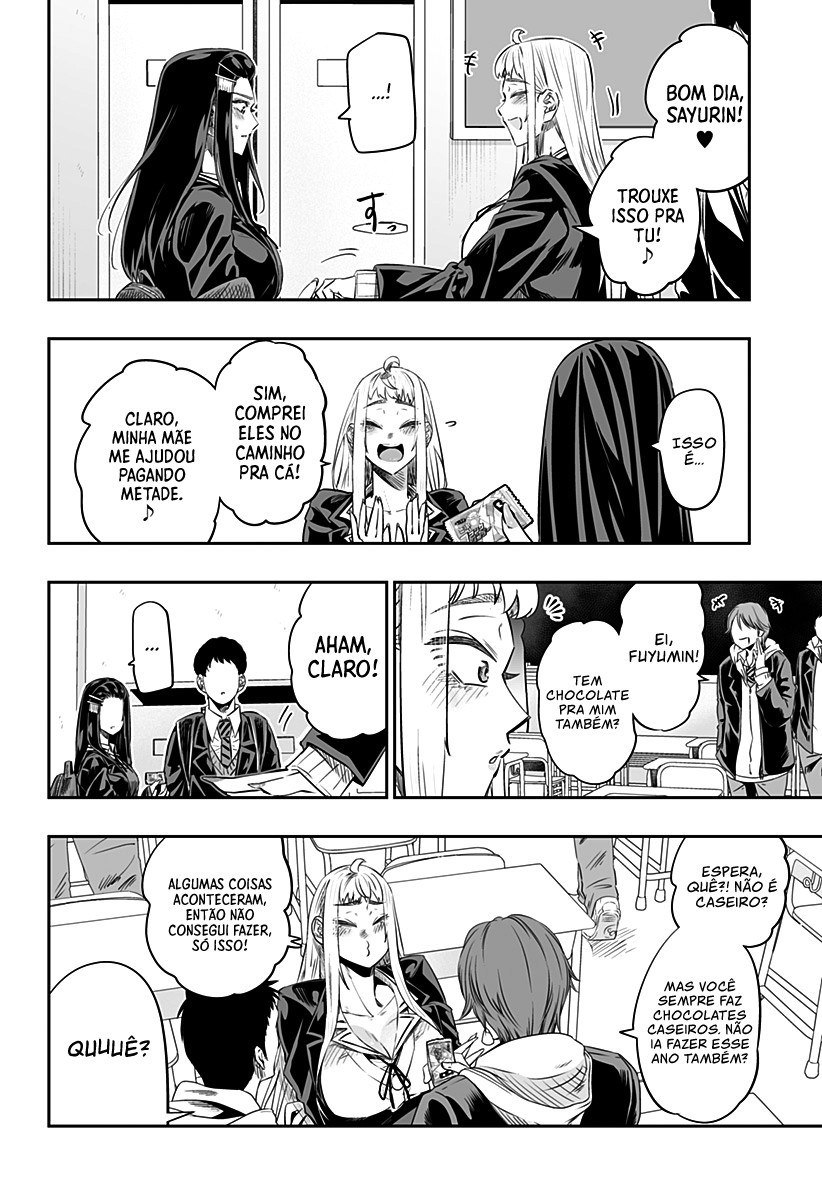 BOM DIA,
SAYURIN!
♥
TROUXE
ISSO PRA
TU!
♪
...!
すっ
ISSO
É...
SIM,
COMPREI
ELES NO
CAMINHO
PRA CÁ!
CLARO,
MINHA MÃE
ME AJUDOU
PAGANDO
METADE.
♪
EI,
FUYUMIN!
TEM
CHOCOLATE
PRA MIM
TAMBÉM?
AHAM,
CLARO!
...
ESPERA,
QUÊ?! NÃO É
CASEIRO?
MAS VOCÊ
SEMPRE FAZ
CHOCOLATES
CASEIROS. NÃO
IA FAZER ESSE
ANO TAMBÉM?
ALGUMAS COISAS
ACONTECERAM,
ENTÃO NÃO
CONSEGUI FAZER,
SÓ ISSO!
QUUUÊ?